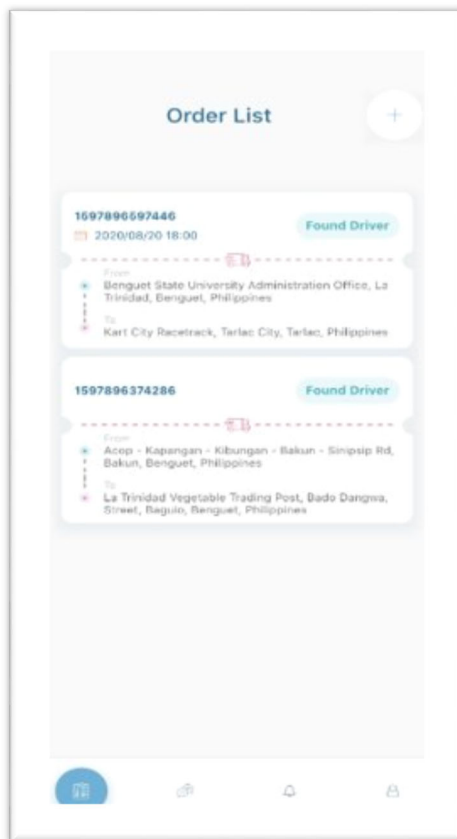 Order List
1597896597446
Found Driver
2020/08/20 18:00
From
Benguet State University Administration Office, La
Trinidad, Benguet, Philippines
To
Kart City Racetrack, Tarlac City, Tarlac, Philippines
1597896374286
Found Driver
From
Acop - Kapangan - Kibungan - Bakun - Sinipsip Rd,
Bakun, Benguet, Philippines
To
La Trinidad Vegetable Trading Post, Bado Dangwa,
Street, Baguio, Benguet, Philippines